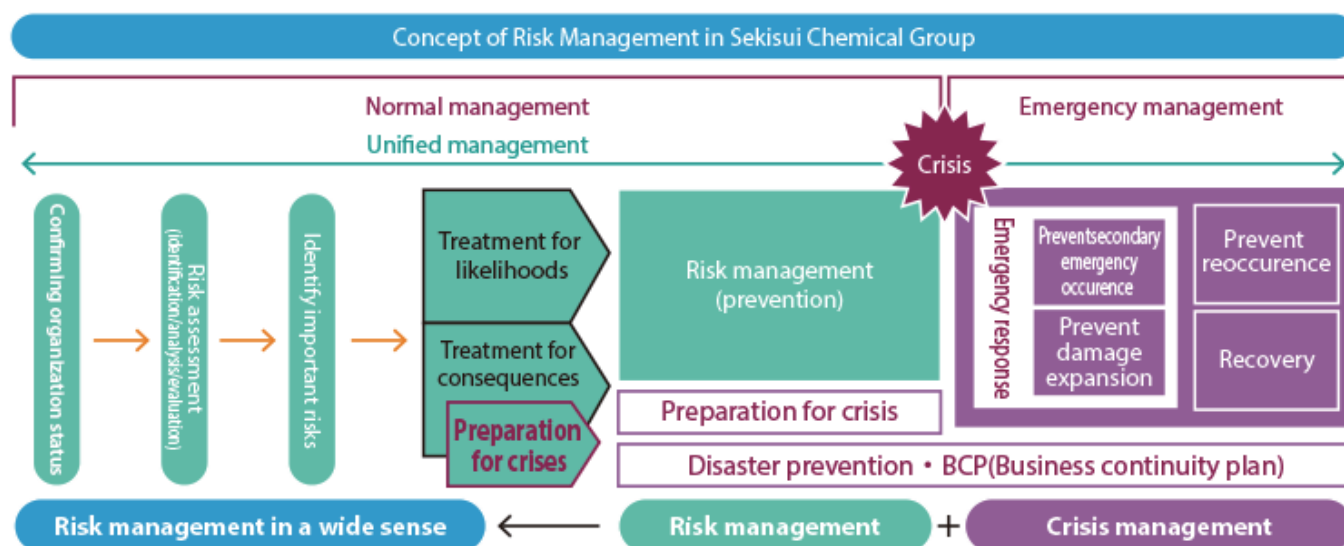 Concept of Risk Management in Sekisui Chemical Group
Normal management
Emergency management
Unified management
Crisis
Confirming organization status
Risk assessment
(identification/analysis/evaluation)
Identify important
risks
Treatment for
likelihoods
Treatment for
consequences
Preparation
for crises
Risk management
(prevention)
Preparation for crisis
Emergency response
Preventsecondary
emergency
occurence
Prevent
damage
expansion
Prevent
reoccurence
Recovery
Disaster prevention・BCP(Business continuity plan)
Risk management in a wide sense
Risk management
+
Crisis management